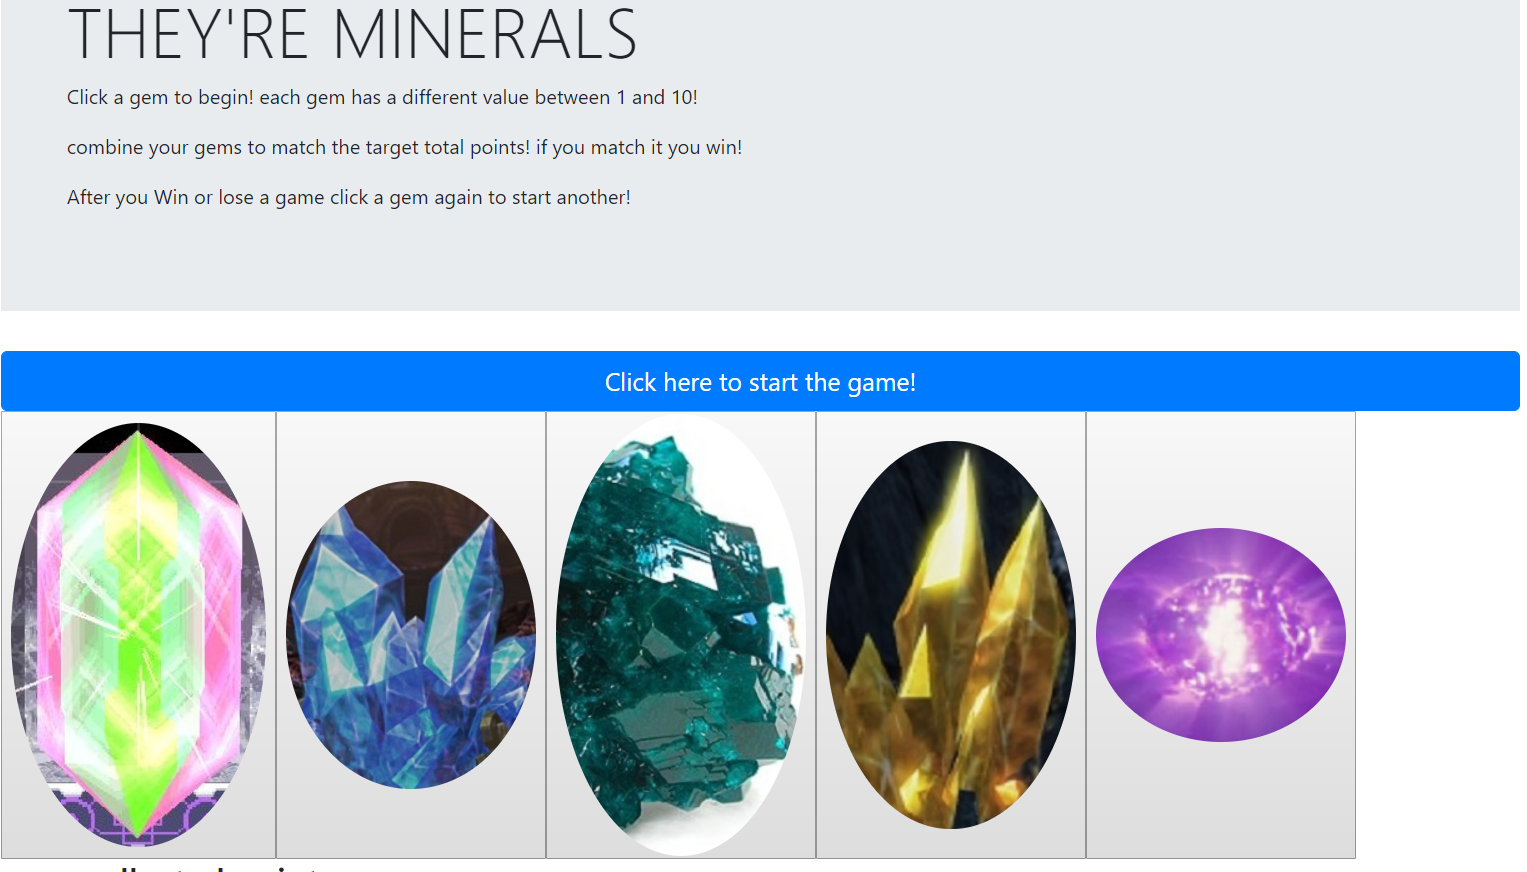 THEY'RE MINERALS
Click a gem to begin! each gem has a different value between 1 and 10!
combine your gems to match the target total points! if you match it you win!
After you Win or lose a game click a gem again to start another!
Click here to start the game!